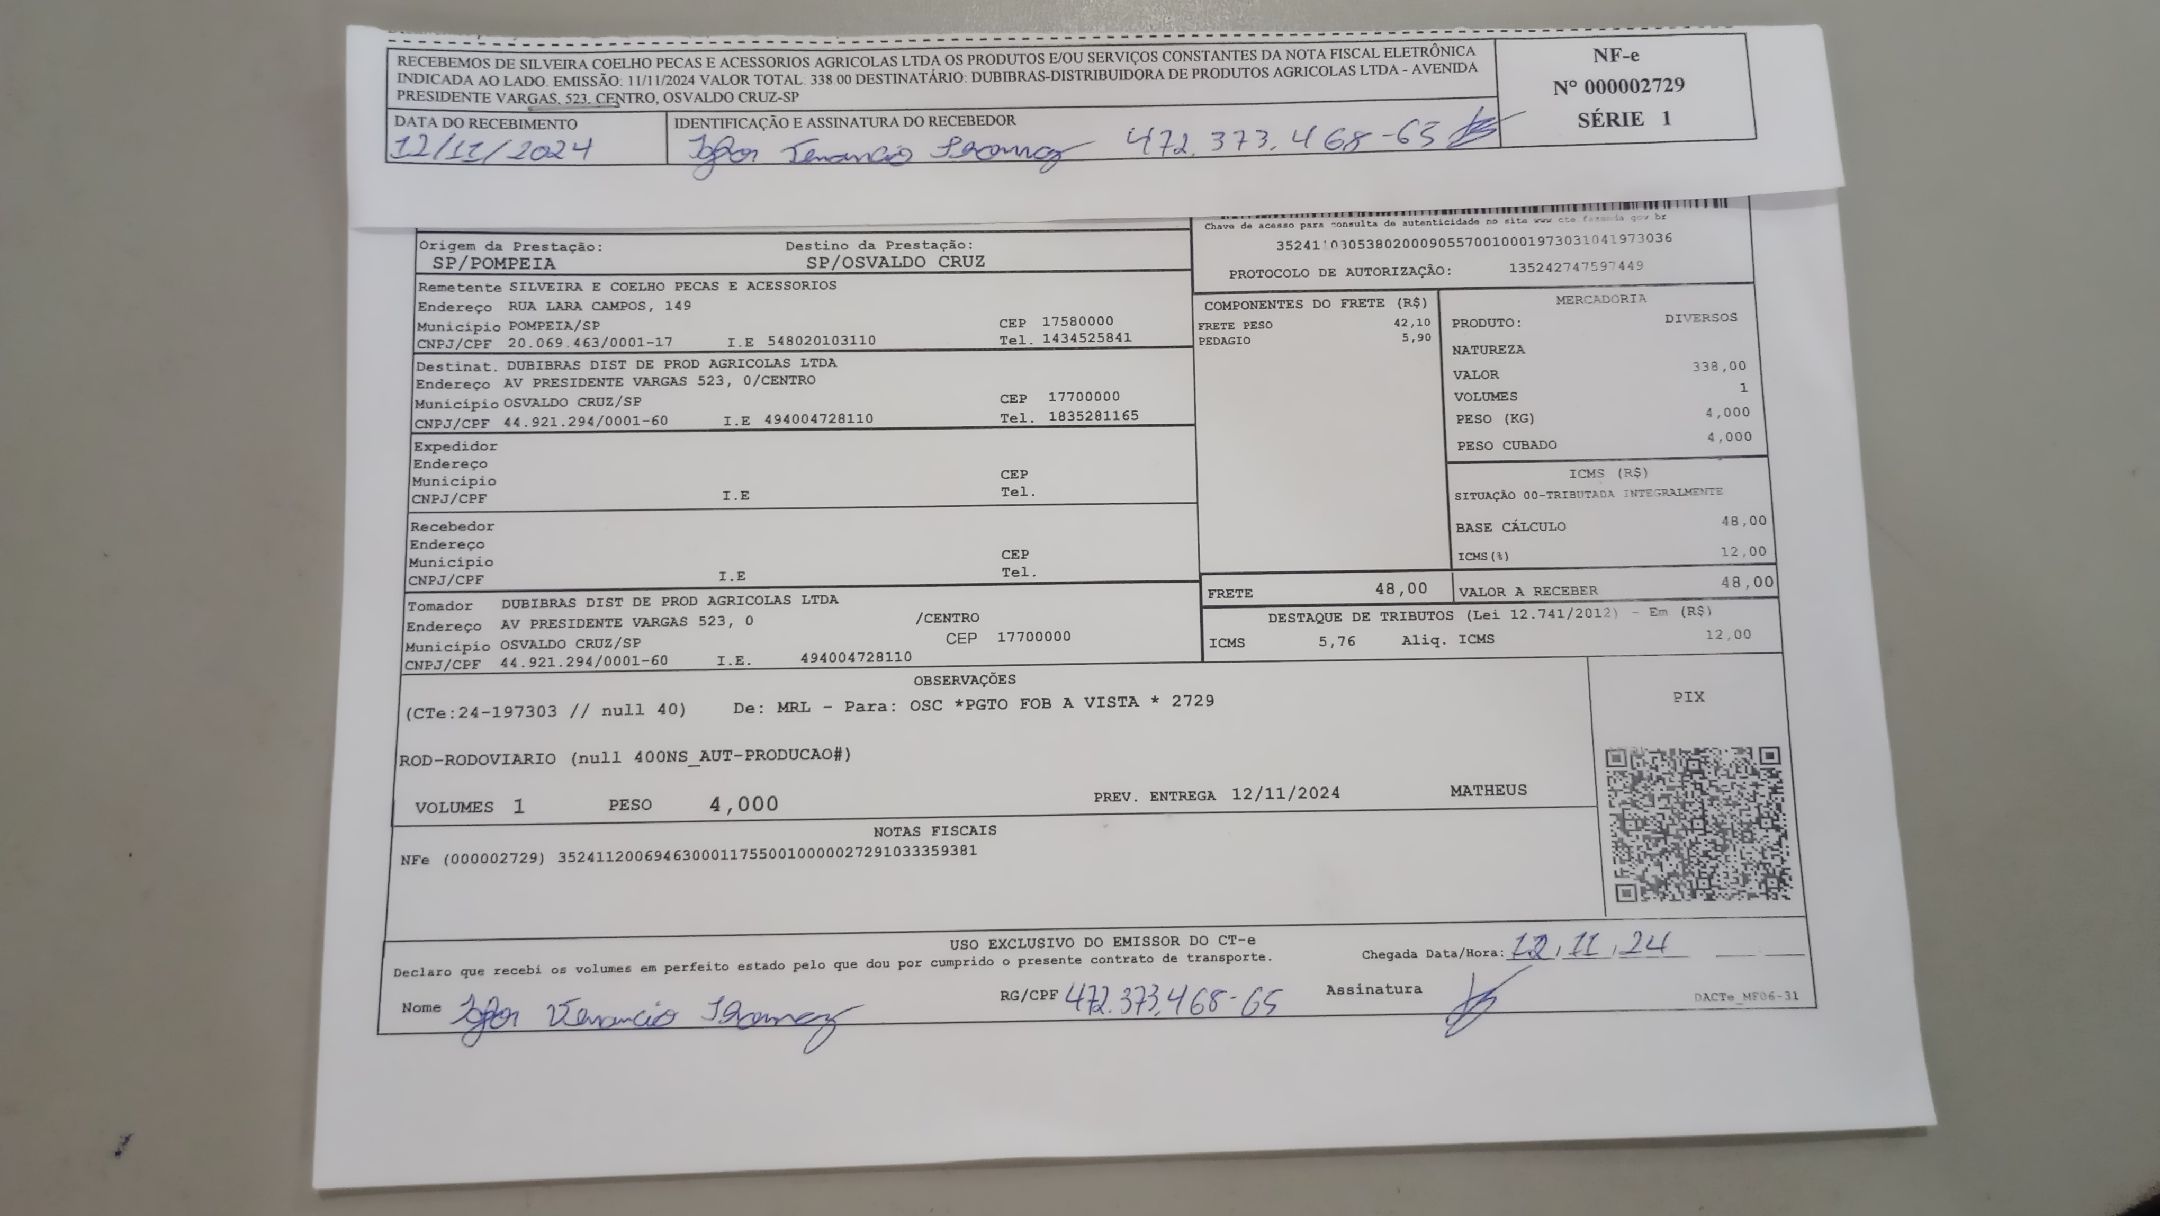 RECEBEMOS DE SILVEIRA COELHO PECAS E ACESSORIOS AGRICOLAS LTDA OS PRODUTOS E/OU SERVIÇOS CONSTANTES DA NOTA FISCAL ELETRÔNICA
INDICADA AO LADO. EMISSÃO: 11/11/2024 VALOR TOTAL: 338.00 DESTINATÁRIO: DUBIBRAS-DISTRIBUIDORA DE PRODUTOS AGRICOLAS LTDA - AVENIDA
PRESIDENTE VARGAS, 523, CENTRO, OSVALDO CRUZ-SP
NF-e
Nº 000002729
SÉRIE 1
DATA DO RECEBIMENTO
12/11/2024
IDENTIFICAÇÃO E ASSINATURA DO RECEBEDOR
472.373.468-65
Chave de acesso para consulta de autenticidade no site www.cte.fazenda.gov.br
PROTOCOLO DE AUTORIZAÇÃO: 135242747597449
Origem da Prestação:
SP/POMPEIA
Destino da Prestação:
SP/OSVALDO CRUZ
Remetente SILVEIRA E COELHO PECAS E ACESSORIOS
Endereço RUA LARA CAMPOS, 149
Município POMPEIA/SP CEP 17580000
CNPJ/CPF 20.069.463/0001-17 I.E 548020103110 Tel. 1434525841
Destinat. DUBIBRAS DIST DE PROD AGRICOLAS LTDA
Endereço AV PRESIDENTE VARGAS 523, 0/CENTRO
Município OSVALDO CRUZ/SP CEP 17700000
CNPJ/CPF 44.921.294/0001-60 I.E 494004728110 Tel. 1835281165
Expedidor
Endereço
Município CEP
CNPJ/CPF I.E Tel.
Recebedor
Endereço
Município CEP
CNPJ/CPF I.E Tel.
Tomador DUBIBRAS DIST DE PROD AGRICOLAS LTDA
Endereço AV PRESIDENTE VARGAS 523, 0 /CENTRO
Município OSVALDO CRUZ/SP CEP 17700000
CNPJ/CPF 44.921.294/0001-60 I.E. 494004728110
COMPONENTES DO FRETE (R$)
FRETE PESO 42,10
PEDAGIO 5,90
MERCADORIA
PRODUTO: DIVERSOS
NATUREZA
VALOR 338,00
VOLUMES 1
PESO (KG) 4,000
PESO CUBADO 4,000
ICMS (R$)
SITUAÇÃO 00-TRIBUTADA INTEGRALMENTE
BASE CÁLCULO 48,00
ICMS(%) 12,00
FRETE 48,00
VALOR A RECEBER 48,00
DESTAQUE DE TRIBUTOS (Lei 12.741/2012) - Em (R$)
ICMS 5,76 Aliq. ICMS 12,00
OBSERVAÇÕES
(CTe:24-197303 // null 40) De: MRL - Para: OSC *PGTO FOB A VISTA * 2729
ROD-RODOVIARIO (null 400NS_AUT-PRODUCAO#)
VOLUMES 1 PESO 4,000 PREV. ENTREGA 12/11/2024 MATHEUS
PIX
NOTAS FISCAIS
NFe (000002729) 35241120069463000117550010000027291033359381
USO EXCLUSIVO DO EMISSOR DO CT-e
Declaro que recebi os volumes em perfeito estado pelo que dou por cumprido o presente contrato de transporte.
Chegada Data/Hora: 12,11,24
Nome
RG/CPF 472.373.468-65
Assinatura
DACTe_MF06-31